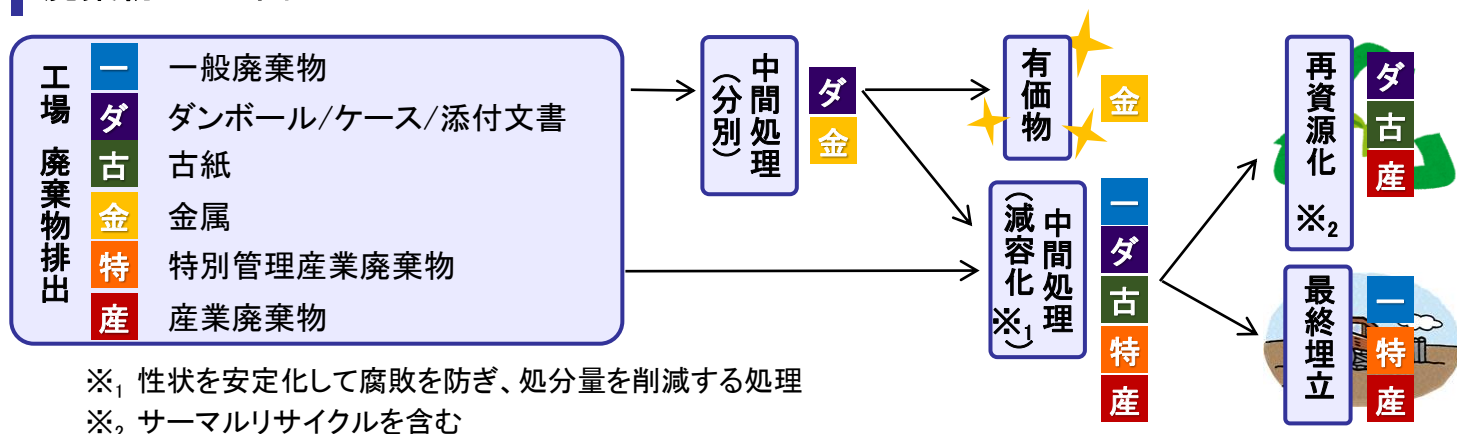 工場 廃棄物排出
一 一般廃棄物
ダ ダンボール/ケース/添付文書
古 古紙
金 金属
特 特別管理産業廃棄物
産 産業廃棄物
中間処理
(分別)
ダ
金
有価物
金
中間処理
(減容化※1)
一
ダ
古
特
産
再資源化 ※2
ダ
古
産
最終埋立
一
特
産
※1 性状を安定化して腐敗を防ぎ、処分量を削減する処理
※2 サーマルリサイクルを含む